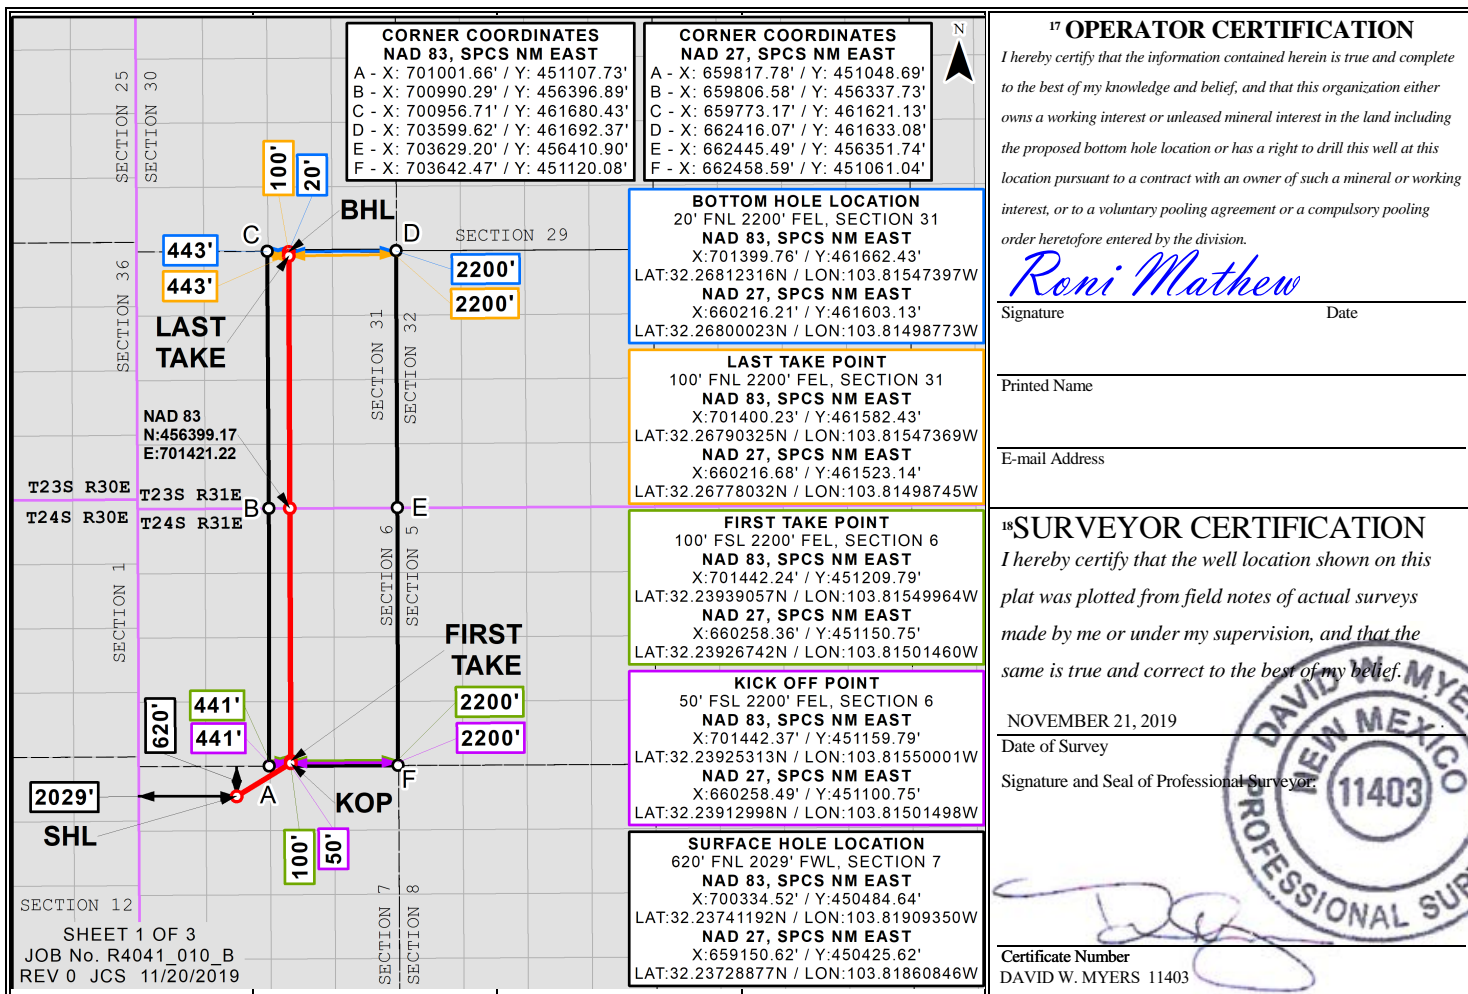 CORNER COORDINATES
NAD 83, SPCS NM EAST
A - X: 701001.66' / Y: 451107.73'
B - X: 700990.29' / Y: 456396.89'
C - X: 700956.71' / Y: 461680.43'
D - X: 703599.62' / Y: 461692.37'
E - X: 703629.20' / Y: 456410.90'
F - X: 703642.47' / Y: 451120.08'
CORNER COORDINATES
NAD 27, SPCS NM EAST
A - X: 659817.78' / Y: 451048.69'
B - X: 659806.58' / Y: 456337.73'
C - X: 659773.17' / Y: 461621.13'
D - X: 662416.07' / Y: 461633.08'
E - X: 662445.49' / Y: 456351.74'
F - X: 662458.59' / Y: 451061.04'
N
SECTION 25
SECTION 30
100'
20'
BHL
C
D
SECTION 29
443'
443'
2200'
2200'
SECTION 36
LAST
TAKE
SECTION 31
SECTION 32
NAD 83
N:456399.17
E:701421.22
T23S R30E
T23S R31E
T24S R30E
T24S R31E
B
E
SECTION 1
SECTION 6
SECTION 5
FIRST
TAKE
620'
441'
441'
2200'
2200'
2029'
A
F
KOP
SHL
100'
50'
SECTION 12
SECTION 7
SECTION 8
SHEET 1 OF 3
JOB No. R4041_010_B
REV 0 JCS 11/20/2019
BOTTOM HOLE LOCATION
20' FNL 2200' FEL, SECTION 31
NAD 83, SPCS NM EAST
X:701399.76' / Y:461662.43'
LAT:32.26812316N / LON:103.81547397W
NAD 27, SPCS NM EAST
X:660216.21' / Y:461603.13'
LAT:32.26800023N / LON:103.81498773W
LAST TAKE POINT
100' FNL 2200' FEL, SECTION 31
NAD 83, SPCS NM EAST
X:701400.23' / Y:461582.43'
LAT:32.26790325N / LON:103.81547369W
NAD 27, SPCS NM EAST
X:660216.68' / Y:461523.14'
LAT:32.26778032N / LON:103.81498745W
FIRST TAKE POINT
100' FSL 2200' FEL, SECTION 6
NAD 83, SPCS NM EAST
X:701442.24' / Y:451209.79'
LAT:32.23939057N / LON:103.81549964W
NAD 27, SPCS NM EAST
X:660258.36' / Y:451150.75'
LAT:32.23926742N / LON:103.81501460W
KICK OFF POINT
50' FSL 2200' FEL, SECTION 6
NAD 83, SPCS NM EAST
X:701442.37' / Y:451159.79'
LAT:32.23925313N / LON:103.81550001W
NAD 27, SPCS NM EAST
X:660258.49' / Y:451100.75'
LAT:32.23912998N / LON:103.81501498W
SURFACE HOLE LOCATION
620' FNL 2029' FWL, SECTION 7
NAD 83, SPCS NM EAST
X:700334.52' / Y:450484.64'
LAT:32.23741192N / LON:103.81909350W
NAD 27, SPCS NM EAST
X:659150.62' / Y:450425.62'
LAT:32.23728877N / LON:103.81860846W
17 OPERATOR CERTIFICATION
I hereby certify that the information contained herein is true and complete
to the best of my knowledge and belief, and that this organization either
owns a working interest or unleased mineral interest in the land including
the proposed bottom hole location or has a right to drill this well at this
location pursuant to a contract with an owner of such a mineral or working
interest, or to a voluntary pooling agreement or a compulsory pooling
order heretofore entered by the division.
Roni Mathew
Signature Date
Printed Name
E-mail Address
18 SURVEYOR CERTIFICATION
I hereby certify that the well location shown on this
plat was plotted from field notes of actual surveys
made by me or under my supervision, and that the
same is true and correct to the best of my belief.
NOVEMBER 21, 2019
Date of Survey
Signature and Seal of Professional Surveyor:
DAVID W. MYER
NEW MEXICO
11403
PROFESSIONAL SUR
Certificate Number
DAVID W. MYERS 11403